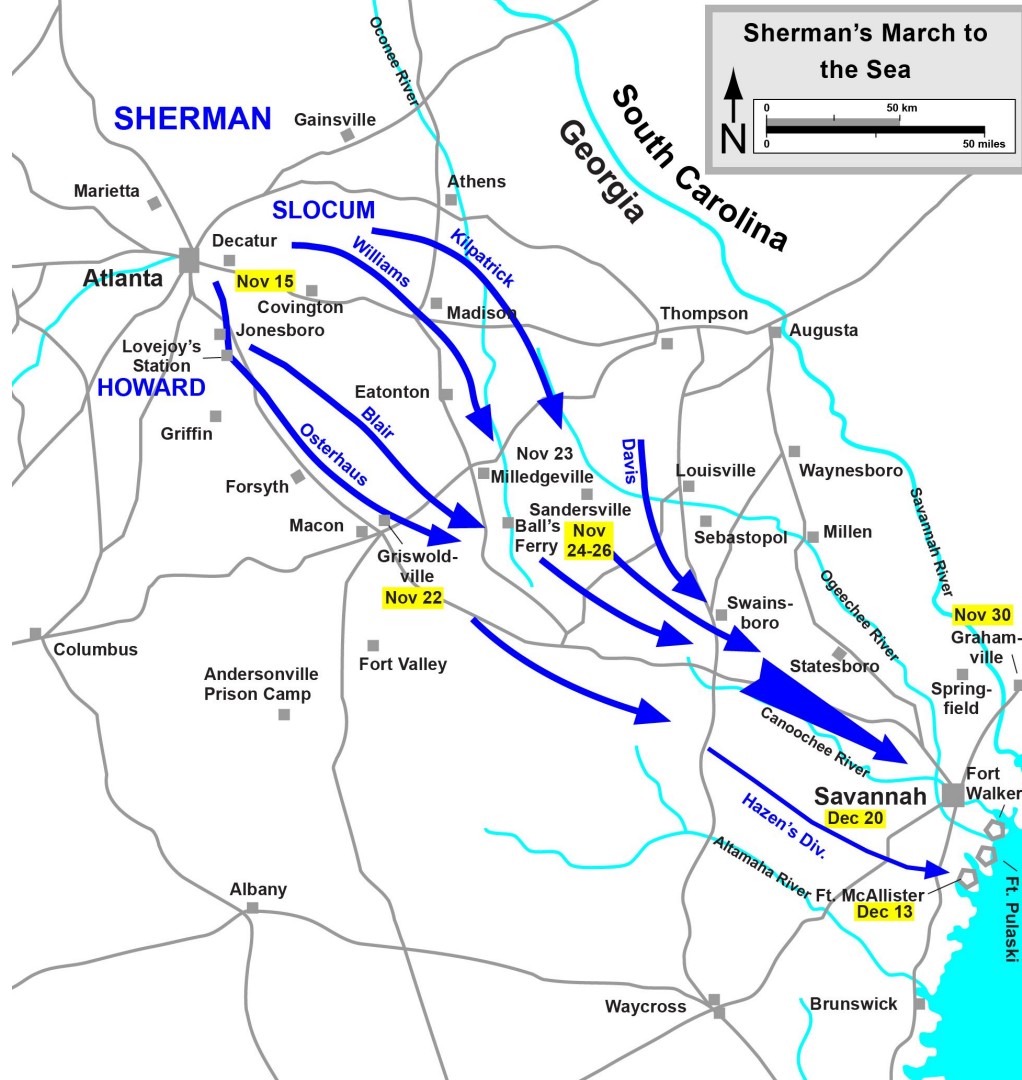 Sherman's March to
the Sea
0
50 km
N
0
50 miles
Oconee River
SHERMAN
Gainsville
South Carolina
Georgia
Marietta
Athens
SLOCUM
Decatur
Williams
Kilpatrick
Atlanta
Nov 15
Covington
Madison
Thompson
Augusta
Jonesboro
Lovejoy's
Station
HOWARD
Eatonton
Griffin
Blair
Osterhaus
Davis
Nov 23
Milledgeville
Louisville
Waynesboro
Forsyth
Sandersville
Savannah River
Macon
Ball's
Ferry
Nov
24-26
Sebastopol
Millen
Griswold-
ville
Nov 22
Ogeechee River
Swains-
boro
Nov 30
Graham-
ville
Columbus
Fort Valley
Statesboro
Andersonville
Prison Camp
Spring-
field
Canoochee River
Fort
Walker
Savannah
Dec 20
Hazen's Div.
Altamaha River
Ft. McAllister
Dec 13
Ft. Pulaski
Albany
Waycross
Brunswick